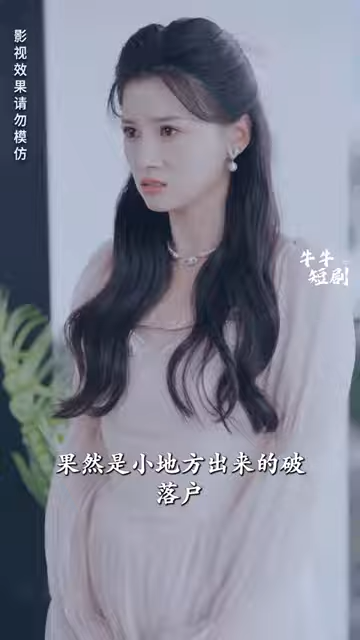 影视效果请勿模仿
牛牛
短剧
果然是小地方出来的破
落户